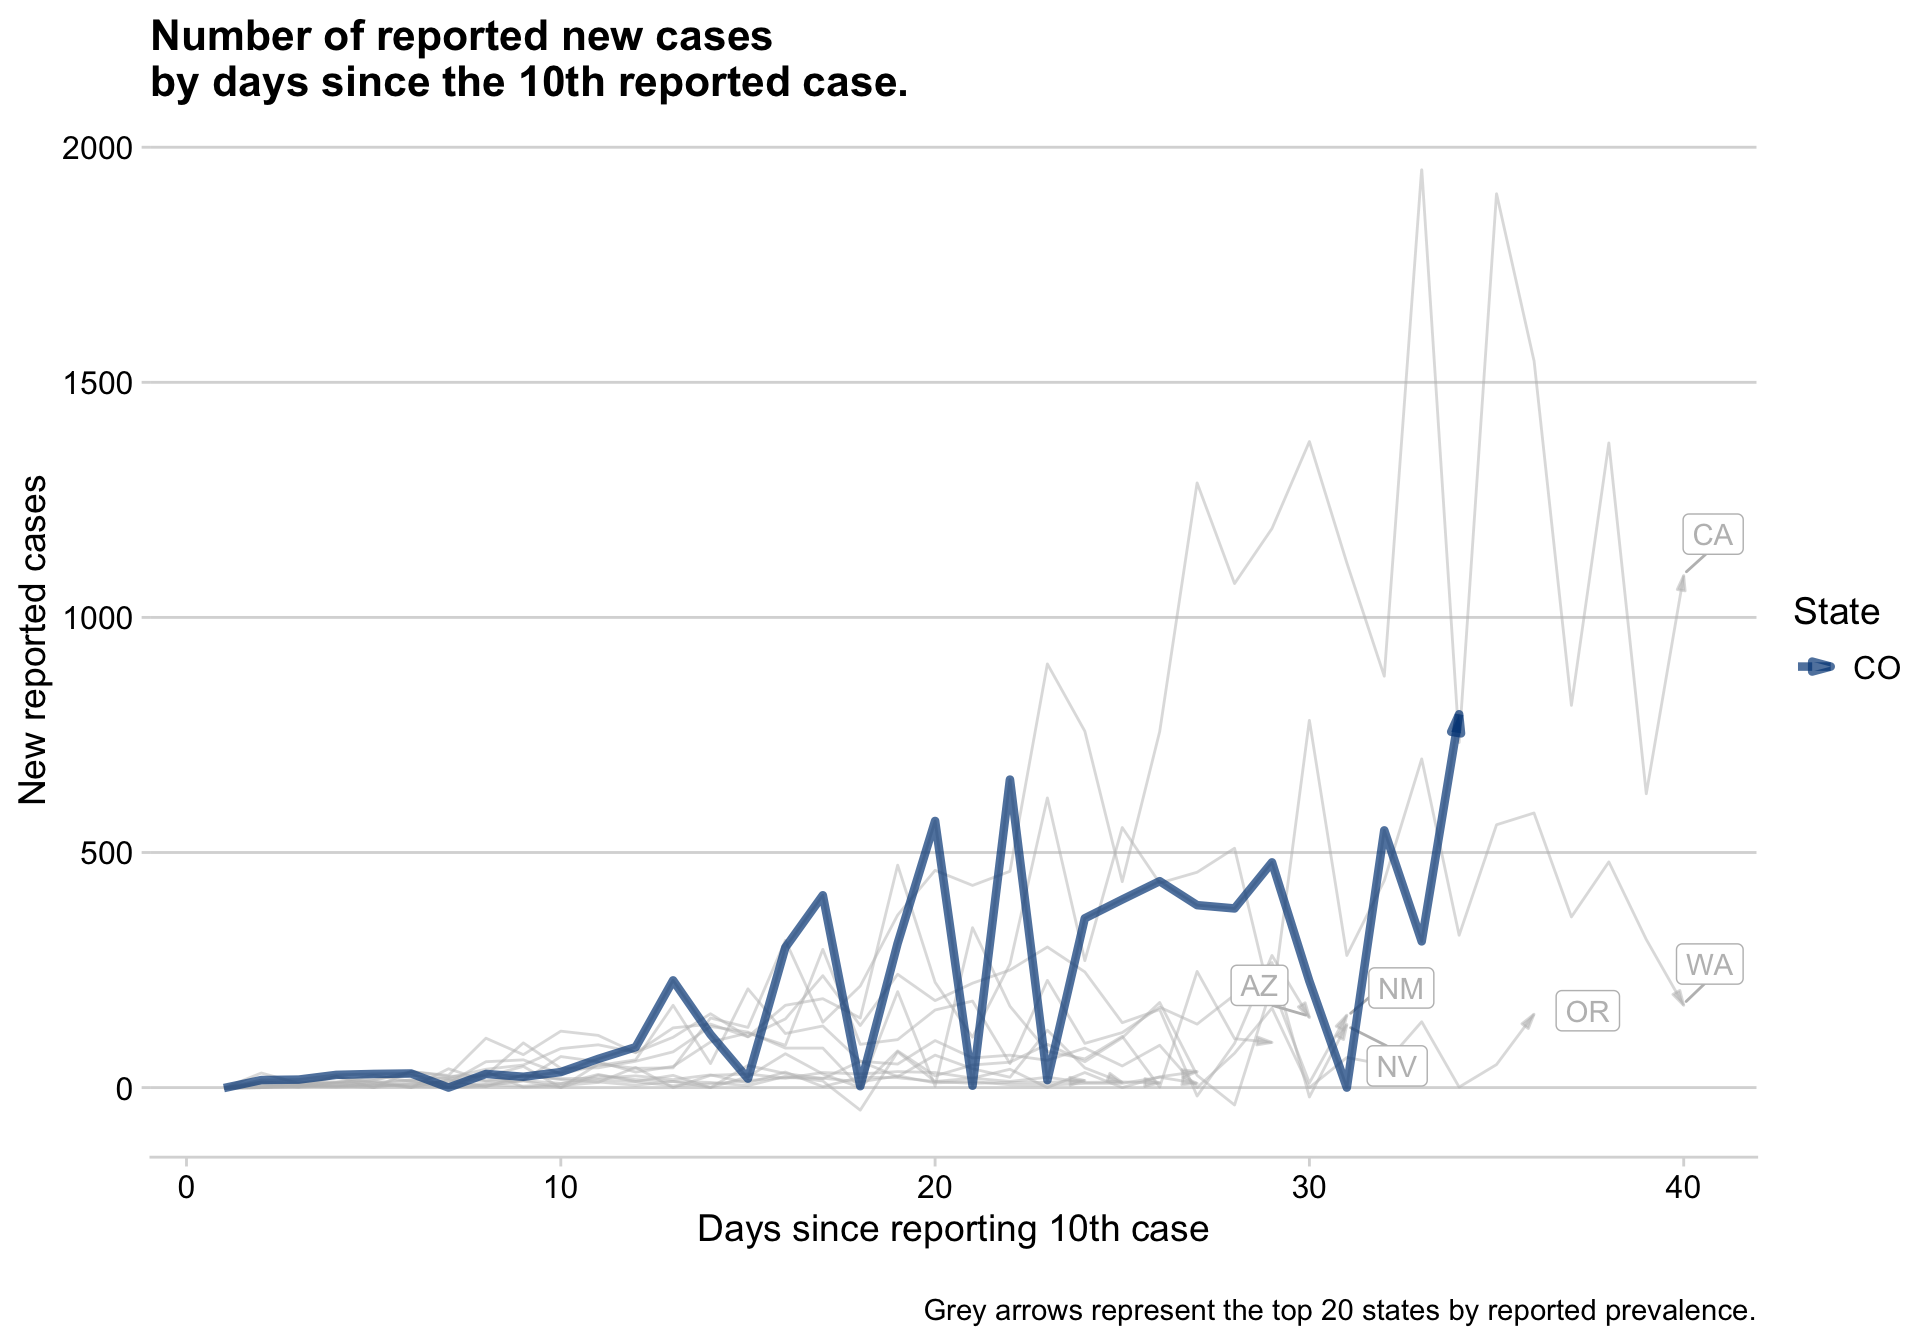 Number of reported new cases
by days since the 10th reported case.
2000
1500
1000
500
0
New reported cases
CA
WA
AZ
NM
OR
NV
State
CO
0
10
20
30
40
Days since reporting 10th case
Grey arrows represent the top 20 states by reported prevalence.